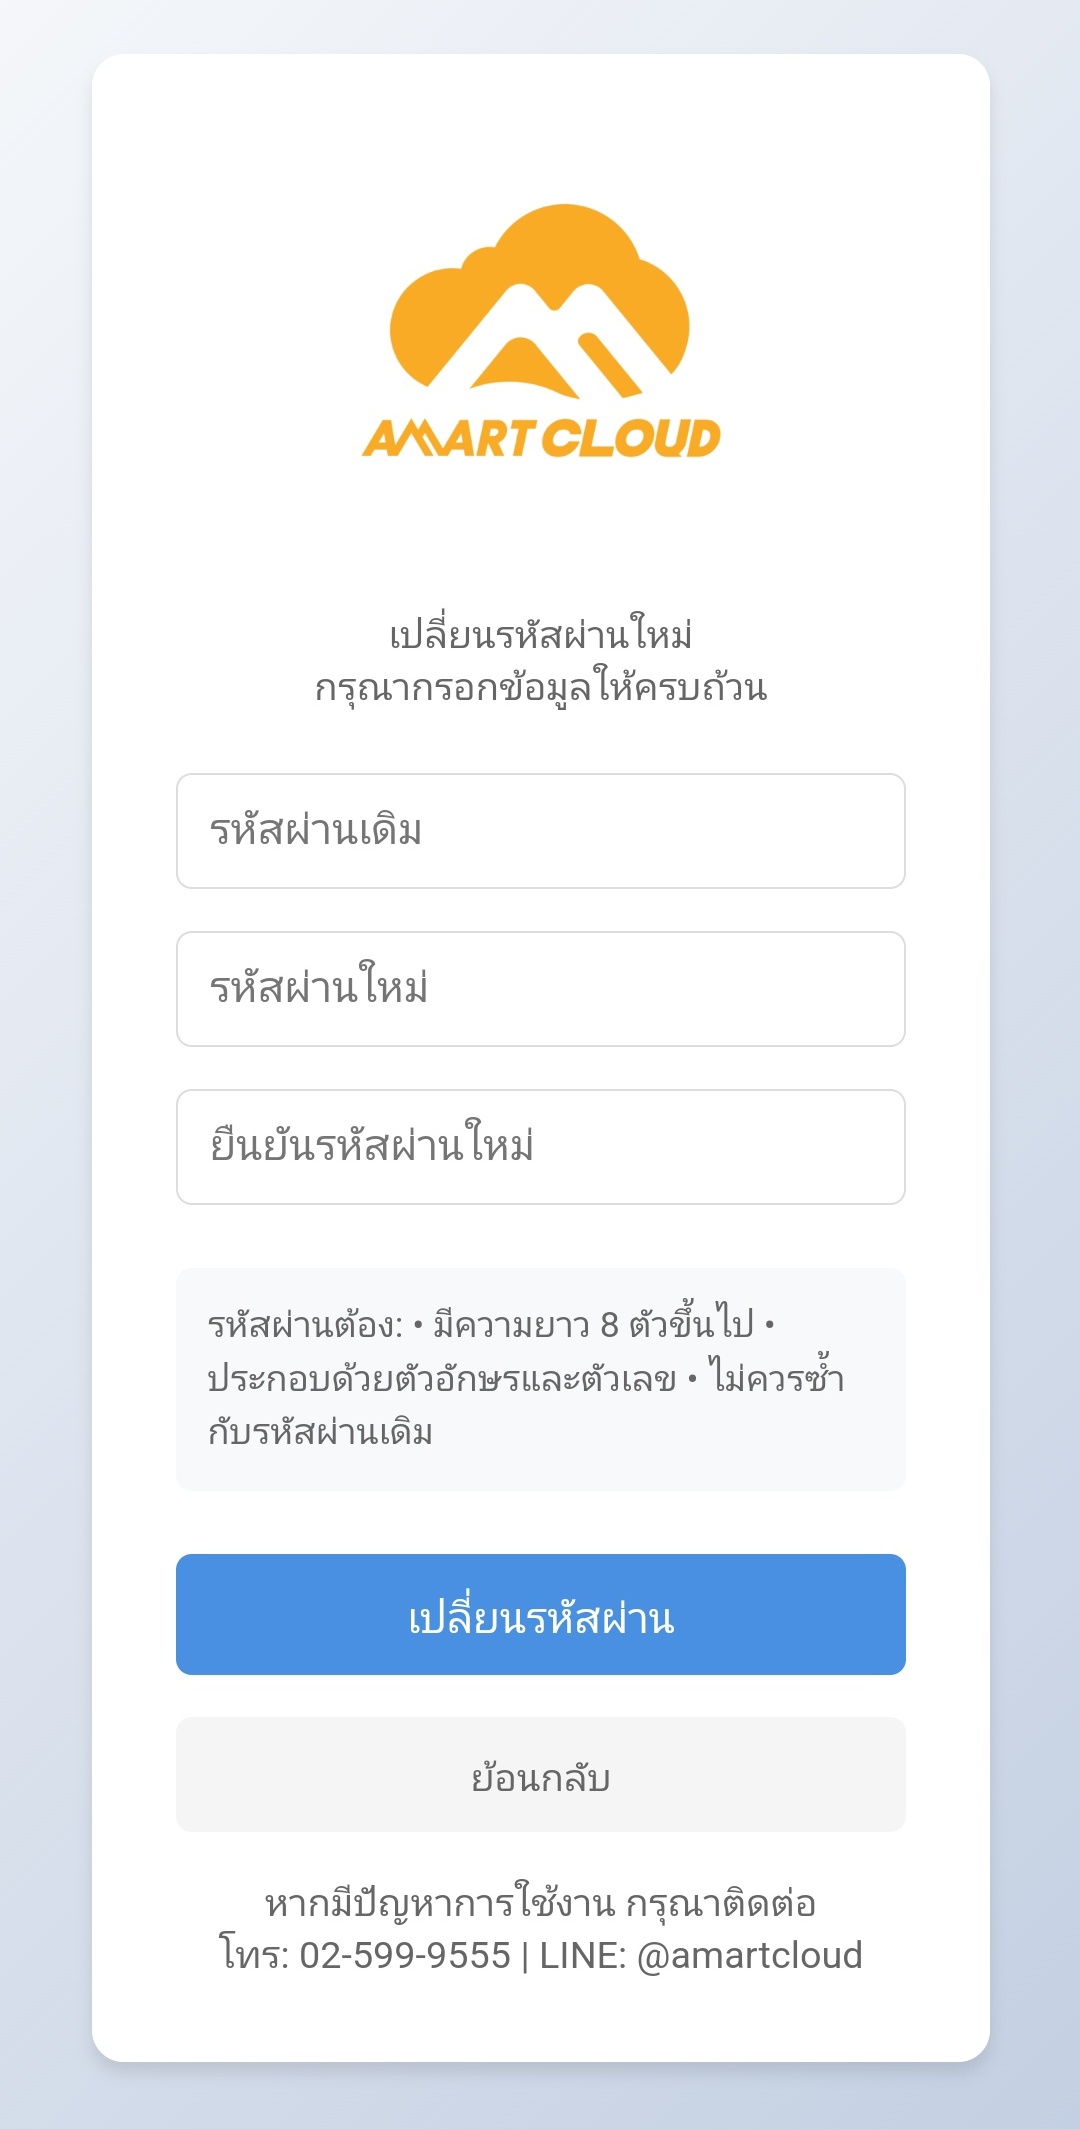 AMART CLOUD
เปลี่ยนรหัสผ่านใหม่
กรุณากรอกข้อมูลให้ครบถ้วน
รหัสผ่านเดิม
รหัสผ่านใหม่
ยืนยันรหัสผ่านใหม่
รหัสผ่านต้อง: • มีความยาว 8 ตัวขึ้นไป •
ประกอบด้วยตัวอักษรและตัวเลข • ไม่ควรซ้ำ
กับรหัสผ่านเดิม
เปลี่ยนรหัสผ่าน
ย้อนกลับ
หากมีปัญหาการใช้งาน กรุณาติดต่อ
โทร: 02-599-9555 | LINE: @amartcloud